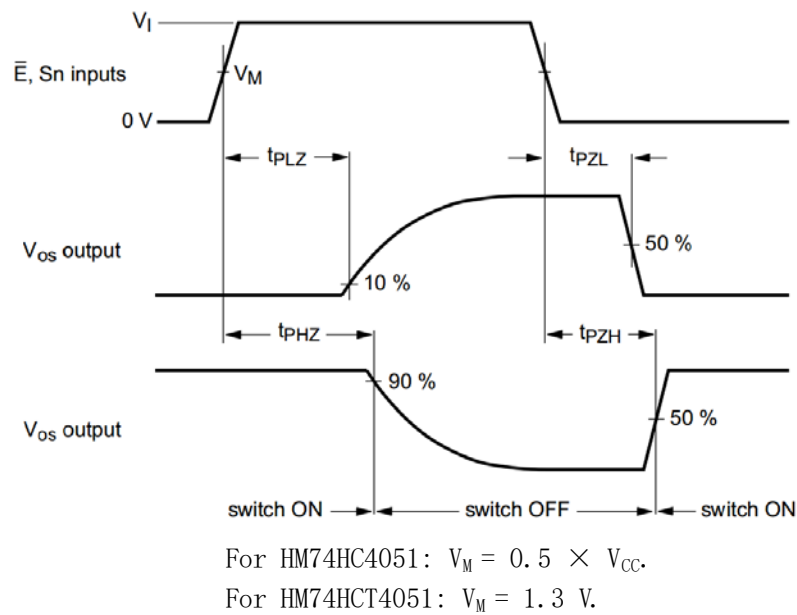 V_I
E̅, Sn inputs
V_M
0 V
t_PLZ
t_PZL
V_os output
10 %
50 %
t_PHZ
t_PZH
V_os output
90 %
50 %
switch ON
switch OFF
switch ON
For HM74HC4051: V_M = 0.5 × V_CC.
For HM74HCT4051: V_M = 1.3 V.